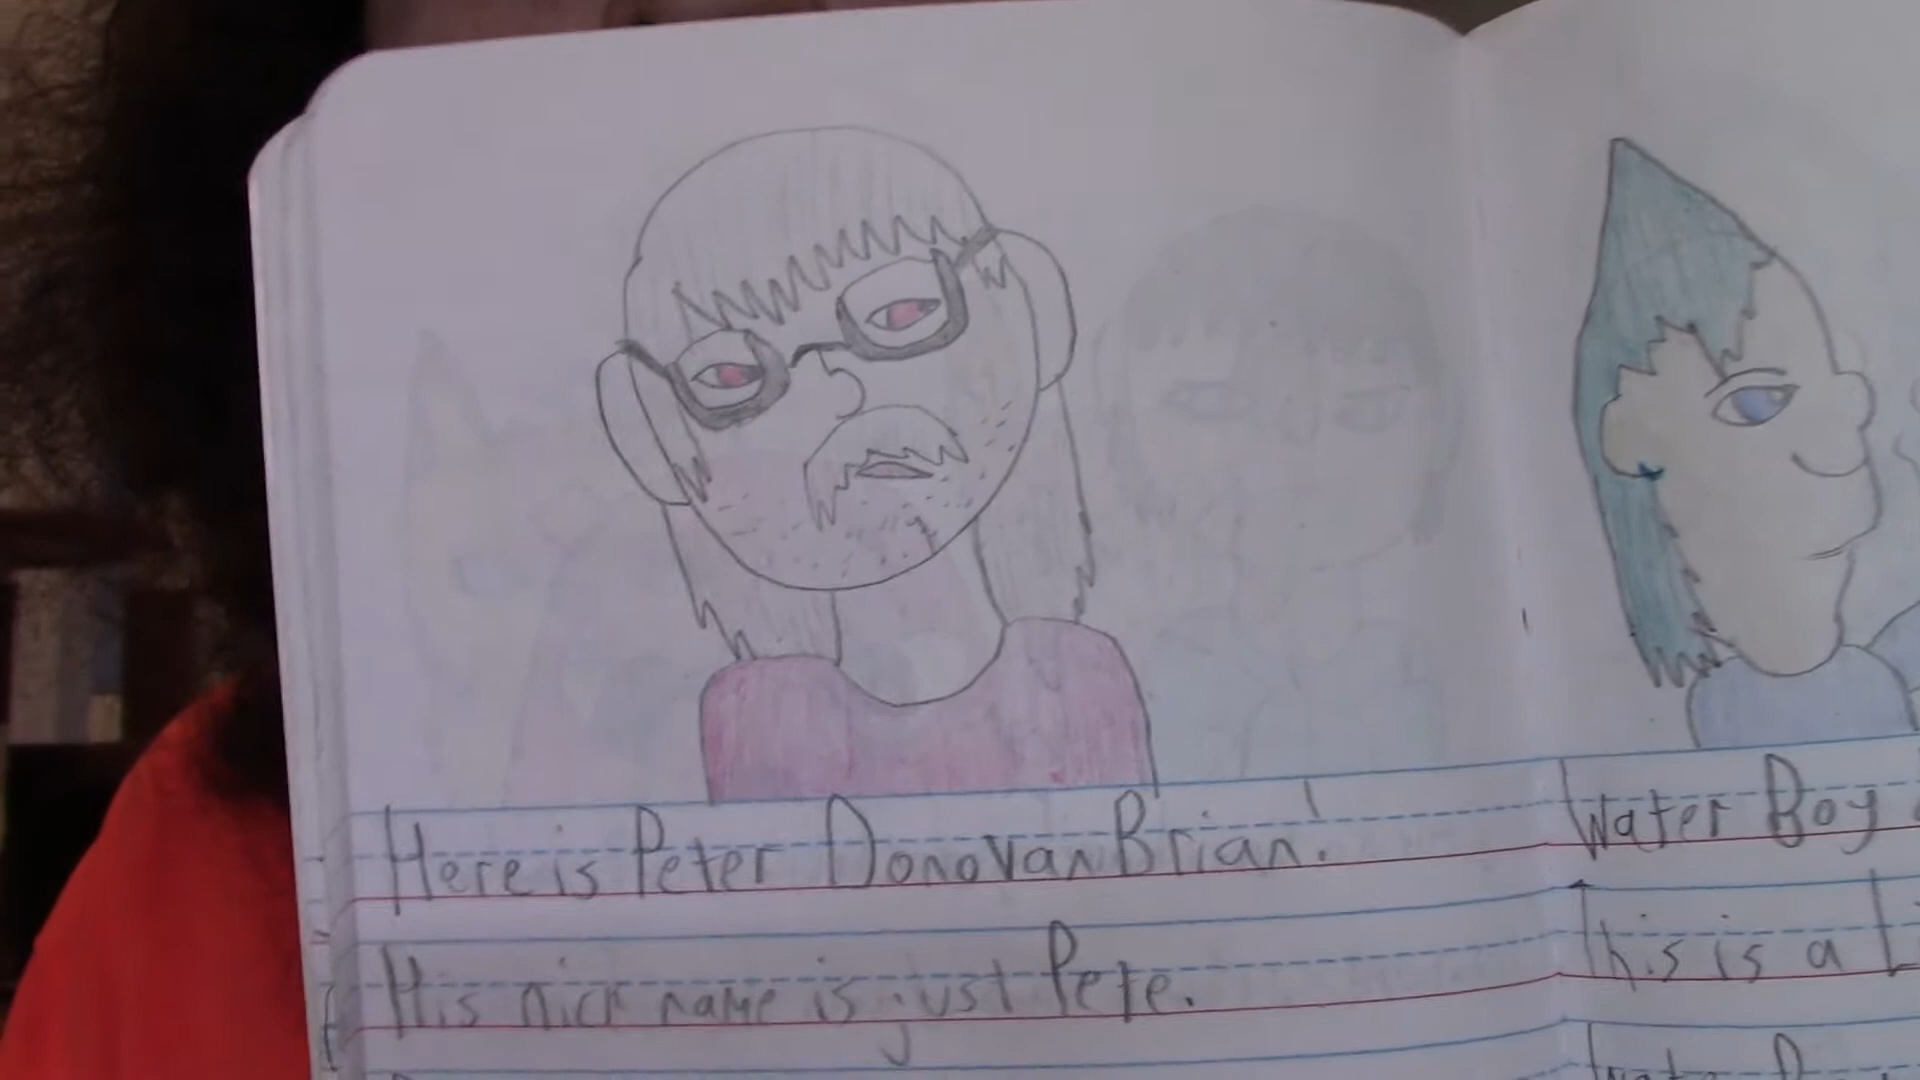 Here is Peter Donovan Brian!.
His nick name is just Pete.
Water Boy
This is a